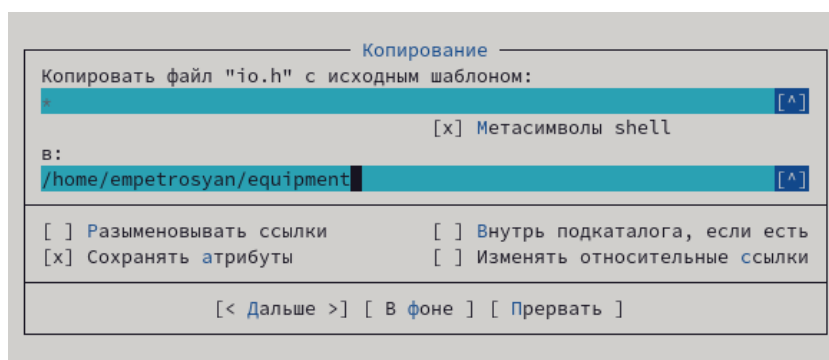 Копирование
Копировать файл "io.h" с исходным шаблоном:
* [^]
[x] Метасимволы shell
в:
/home/empetrosyan/equipment [^]
[ ] Разыменовывать ссылки [ ] Внутрь подкаталога, если есть
[x] Сохранять атрибуты [ ] Изменять относительные ссылки
[< Дальше >] [ В фоне ] [ Прервать ]